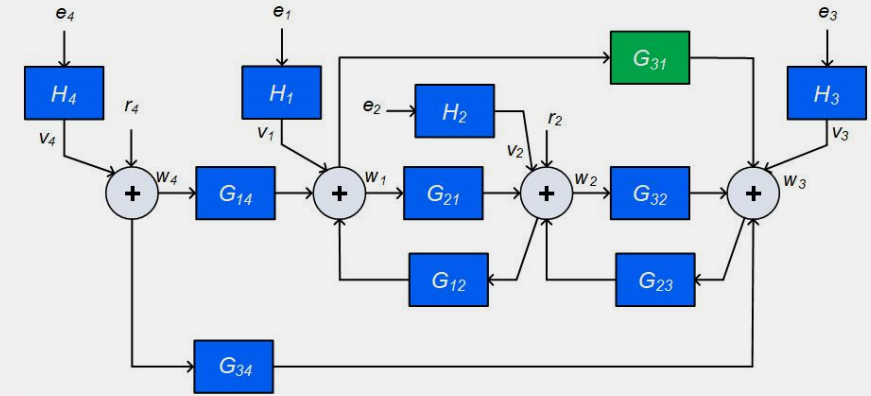 e4
e1
e3
G31
H4
H1
H3
r4
e2
H2
r2
v4
v1
v2
v3
+
w4
G14
+
w1
G21
+
w2
G32
+
w3
G12
G23
G34